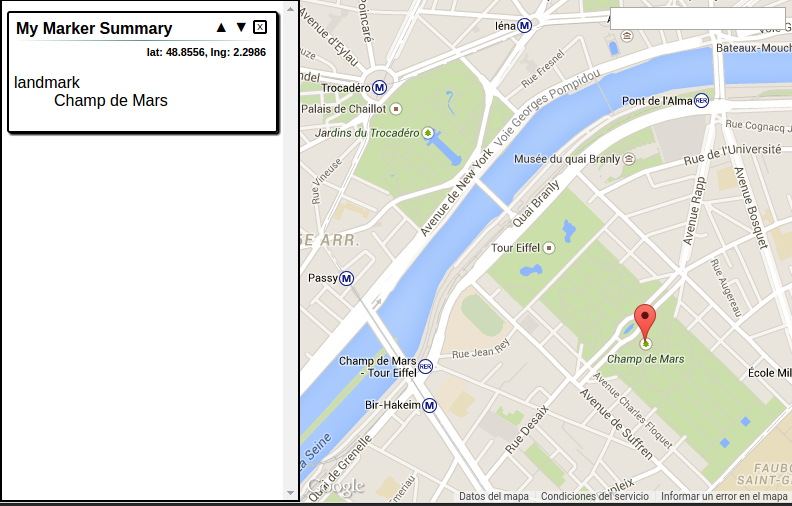 My Marker Summary
lat: 48.8556, lng: 2.2986
landmark
Champ de Mars
Iéna
Avenue d'Eylau
Poincaré
Rue Fresnel
Bateaux-Mouch
Trocadéro
Voie Georges Pompidou
Pont de l'Alma
Palais de Chaillot
Rue Cognacq J
Jardins du Trocadéro
Rue de l'Université
Musée du quai Branly
Rue Vineuse
Avenue de New York
Quai Branly
Avenue Rapp
Avenue Bosquet
GE ARR.
Tour Eiffel
Passy
Rue Augereau
Rue Jean Rey
Champ de Mars
Champ de Mars
- Tour Eiffel
École Mil
Bir-Hakeim
Avenue Charles Floquet
Avenue de Suffren
Rue Desaix
La Seine
Quai de Grenelle
FAUBO
SAINT-G
Google
Datos del mapa
Condiciones del servicio
Informar un error en el mapa